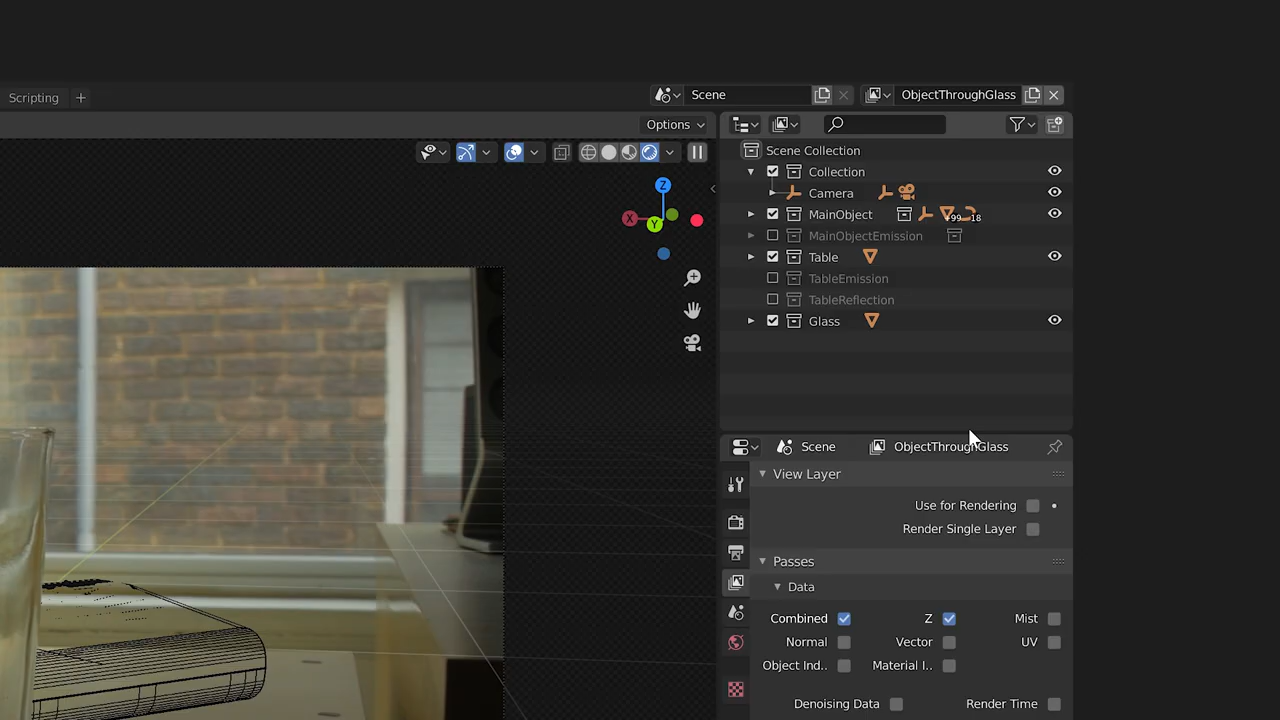 Scripting +
Scene
ObjectThroughGlass
Options
Scene Collection
Collection
Camera
MainObject
+99 18
MainObjectEmission
Table
TableEmission
TableReflection
Glass
X
Y
Z
Scene ObjectThroughGlass
View Layer
Use for Rendering
Render Single Layer
Passes
Data
Combined Z Mist
Normal Vector UV
Object Ind.. Material I..
Denoising Data Render Time